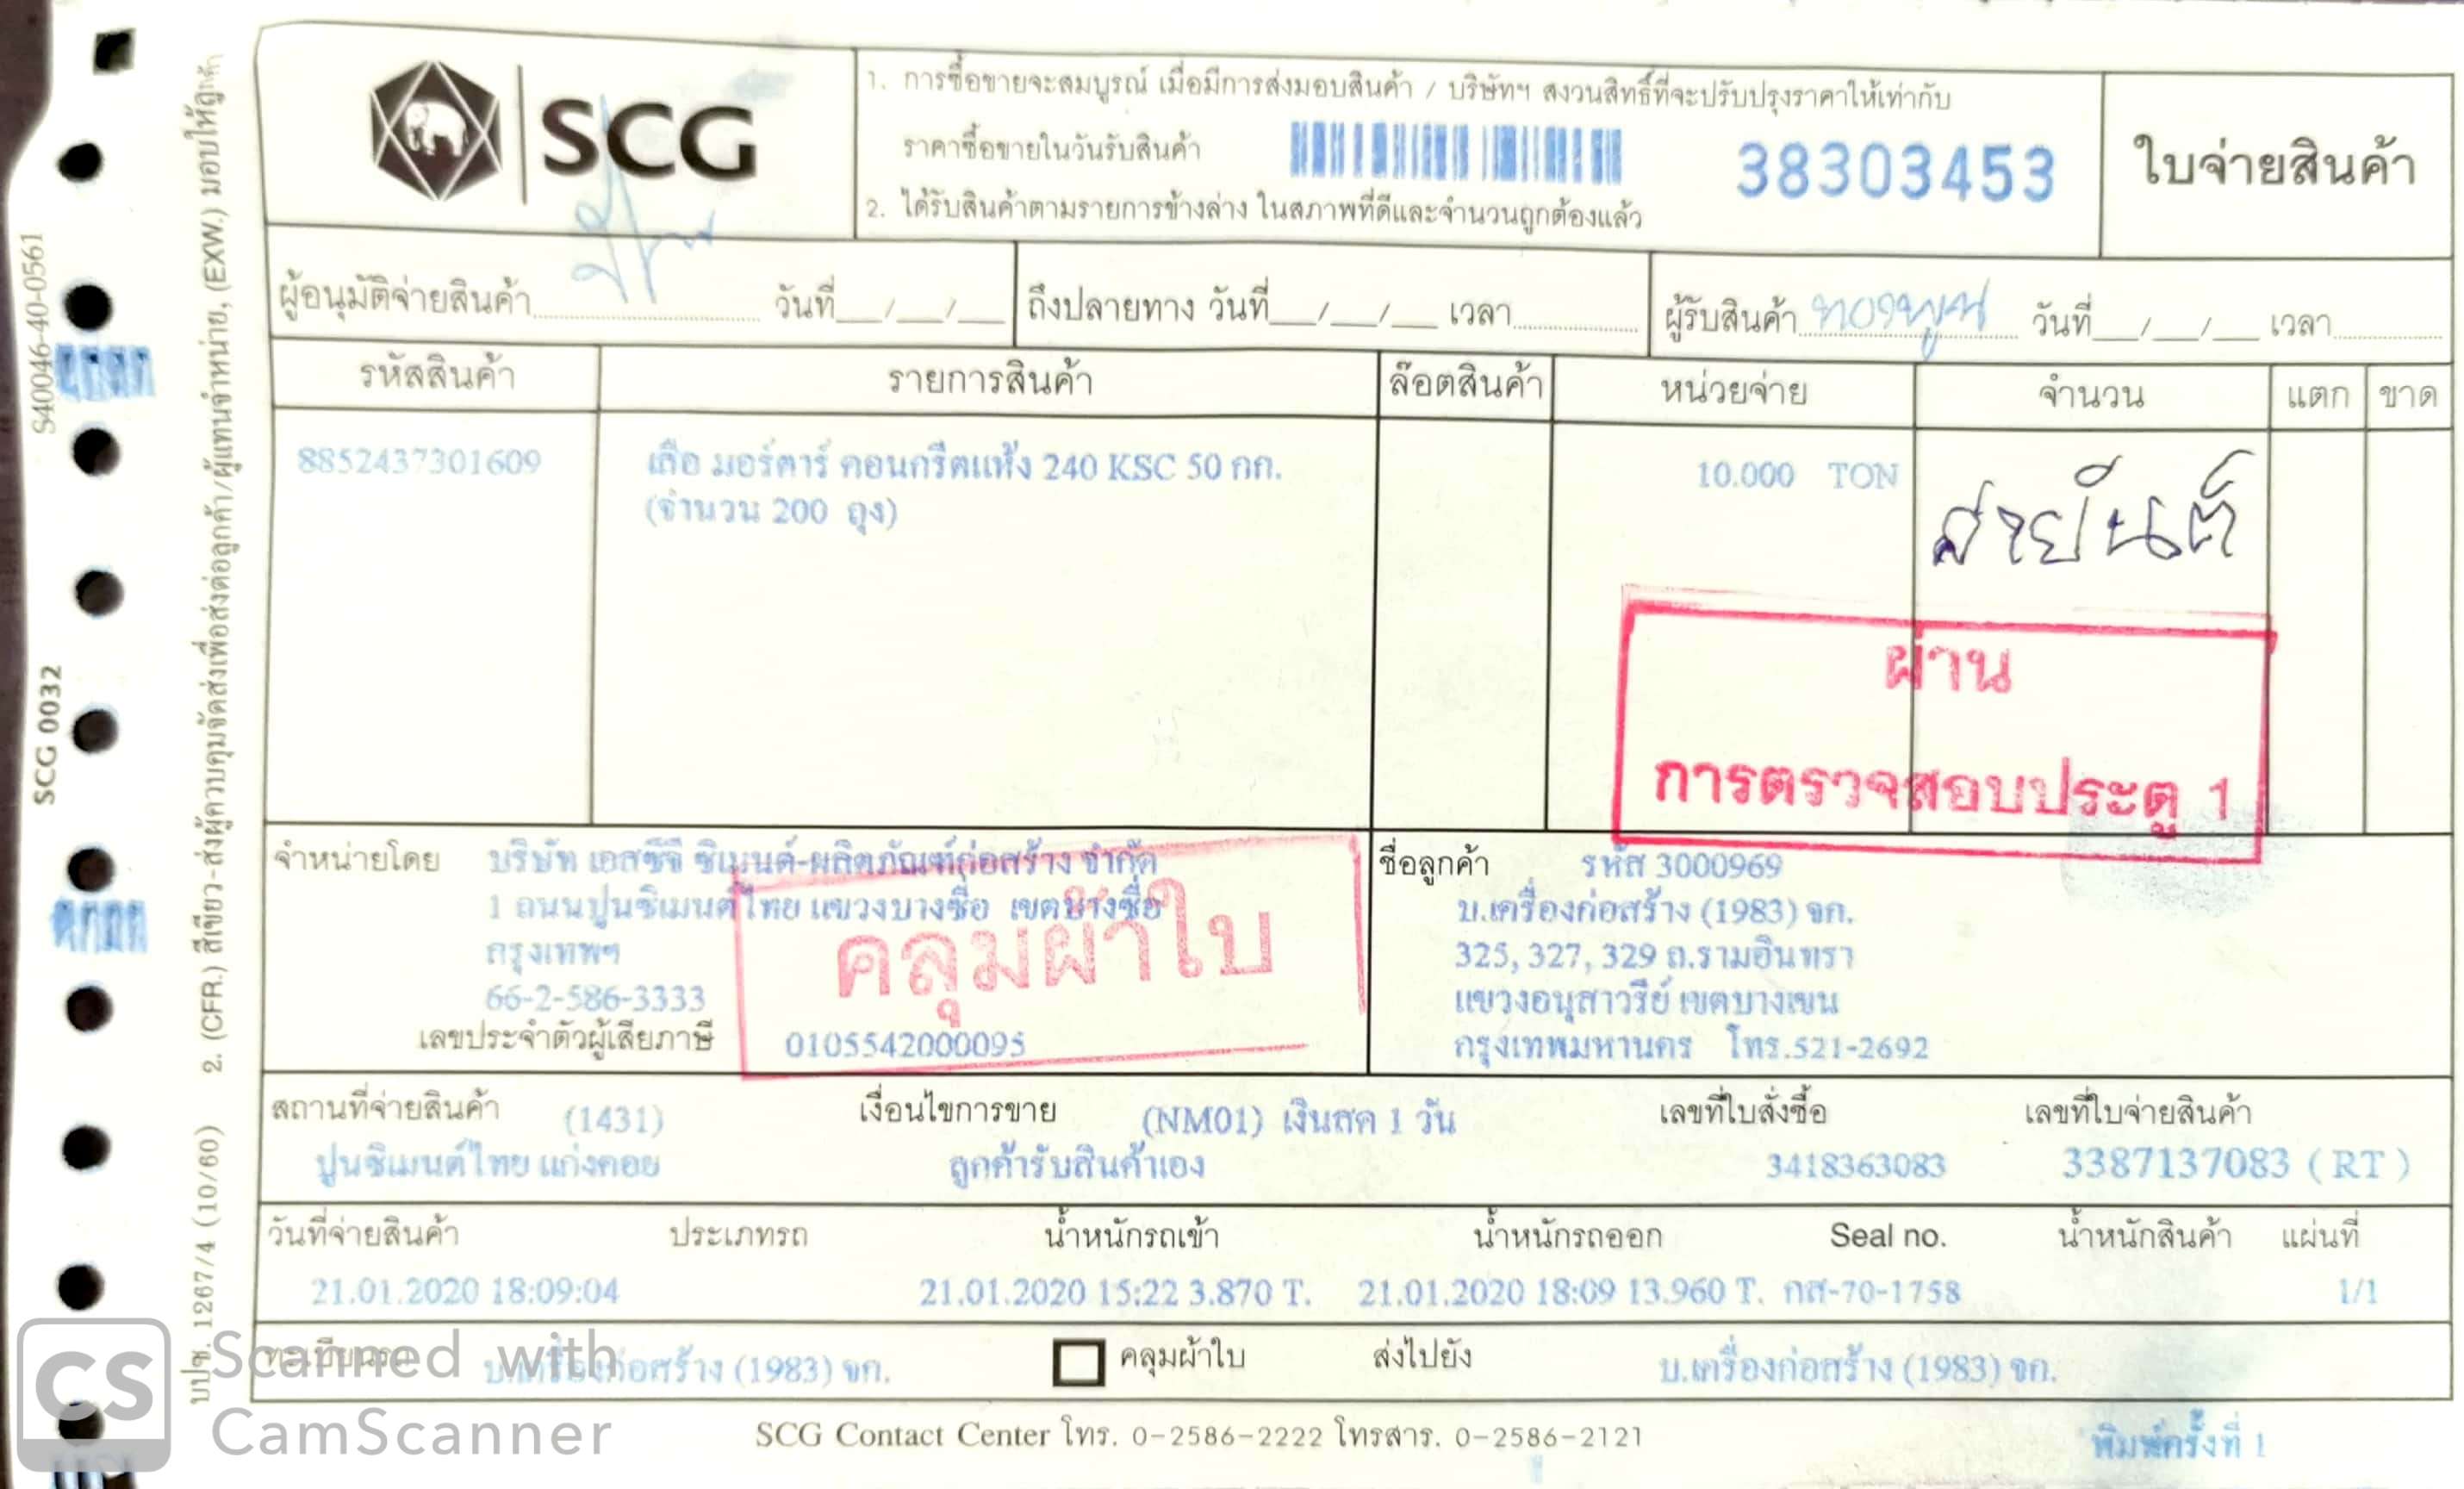 SCG
1. การซื้อขายจะสมบูรณ์ เมื่อมีการส่งมอบสินค้า / บริษัทฯ สงวนสิทธิ์ที่จะปรับปรุงราคาให้เท่ากับ
ราคาซื้อขายในวันรับสินค้า
38303453
2. ได้รับสินค้าตามรายการข้างล่าง ในสภาพที่ดีและจำนวนถูกต้องแล้ว
ใบจ่ายสินค้า
ผู้อนุมัติจ่ายสินค้า วันที่ / / ถึงปลายทาง วันที่ / / เวลา ผู้รับสินค้า ทองพูน วันที่ / / เวลา
รหัสสินค้า รายการสินค้า ล๊อตสินค้า หน่วยจ่าย จำนวน แตก ขาด
8852437301609 เสือ มอร์ตาร์ คอนกรีตแห้ง 240 KSC 50 กก. 10.000 TON
(จำนวน 200 ถุง)
สายันต์
ผ่าน
การตรวจสอบประตู 1
จำหน่ายโดย บริษัท เอสซีจี ซิเมนต์-ผลิตภัณฑ์ก่อสร้าง จำกัด
1 ถนนปูนซิเมนต์ไทย แขวงบางซื่อ เขตบางซื่อ
กรุงเทพฯ
66-2-586-3333
เลขประจำตัวผู้เสียภาษี 0105542000095
คลุมผ้าใบ
ชื่อลูกค้า รหัส 3000969
บ.เครื่องก่อสร้าง (1983) จก.
325, 327, 329 ถ.รามอินทรา
แขวงอนุสาวรีย์ เขตบางเขน
กรุงเทพมหานคร โทร.521-2692
สถานที่จ่ายสินค้า (1431) เงื่อนไขการขาย (NM01) เงินสด 1 วัน เลขที่ใบสั่งซื้อ เลขที่ใบจ่ายสินค้า
ปูนซิเมนต์ไทย แก่งคอย ลูกค้ารับสินค้าเอง 3418363083 3387137083 ( RT )
วันที่จ่ายสินค้า ประเภทรถ น้ำหนักรถเข้า น้ำหนักรถออก Seal no. น้ำหนักสินค้า แผ่นที่
21.01.2020 18:09:04 21.01.2020 15:22 3.870 T. 21.01.2020 18:09 13.960 T. กส-70-1758 1/1
ทะเบียนรถ บ.เครื่องก่อสร้าง (1983) จก. คลุมผ้าใบ ส่งไปยัง บ.เครื่องก่อสร้าง (1983) จก.
SCG Contact Center โทร. 0-2586-2222 โทรสาร. 0-2586-2121
พิมพ์ครั้งที่ 1
S40046-40-0561
SCG 0032
บปซ. 1267/4 (10/60) 2. (CFR.) สีเขียว-ส่งผู้ควบคุมจัดส่งเพื่อส่งต่อลูกค้า/ผู้แทนจำหน่าย, (EXW.) มอบให้ลูกค้า
CS Scanned with
CamScanner